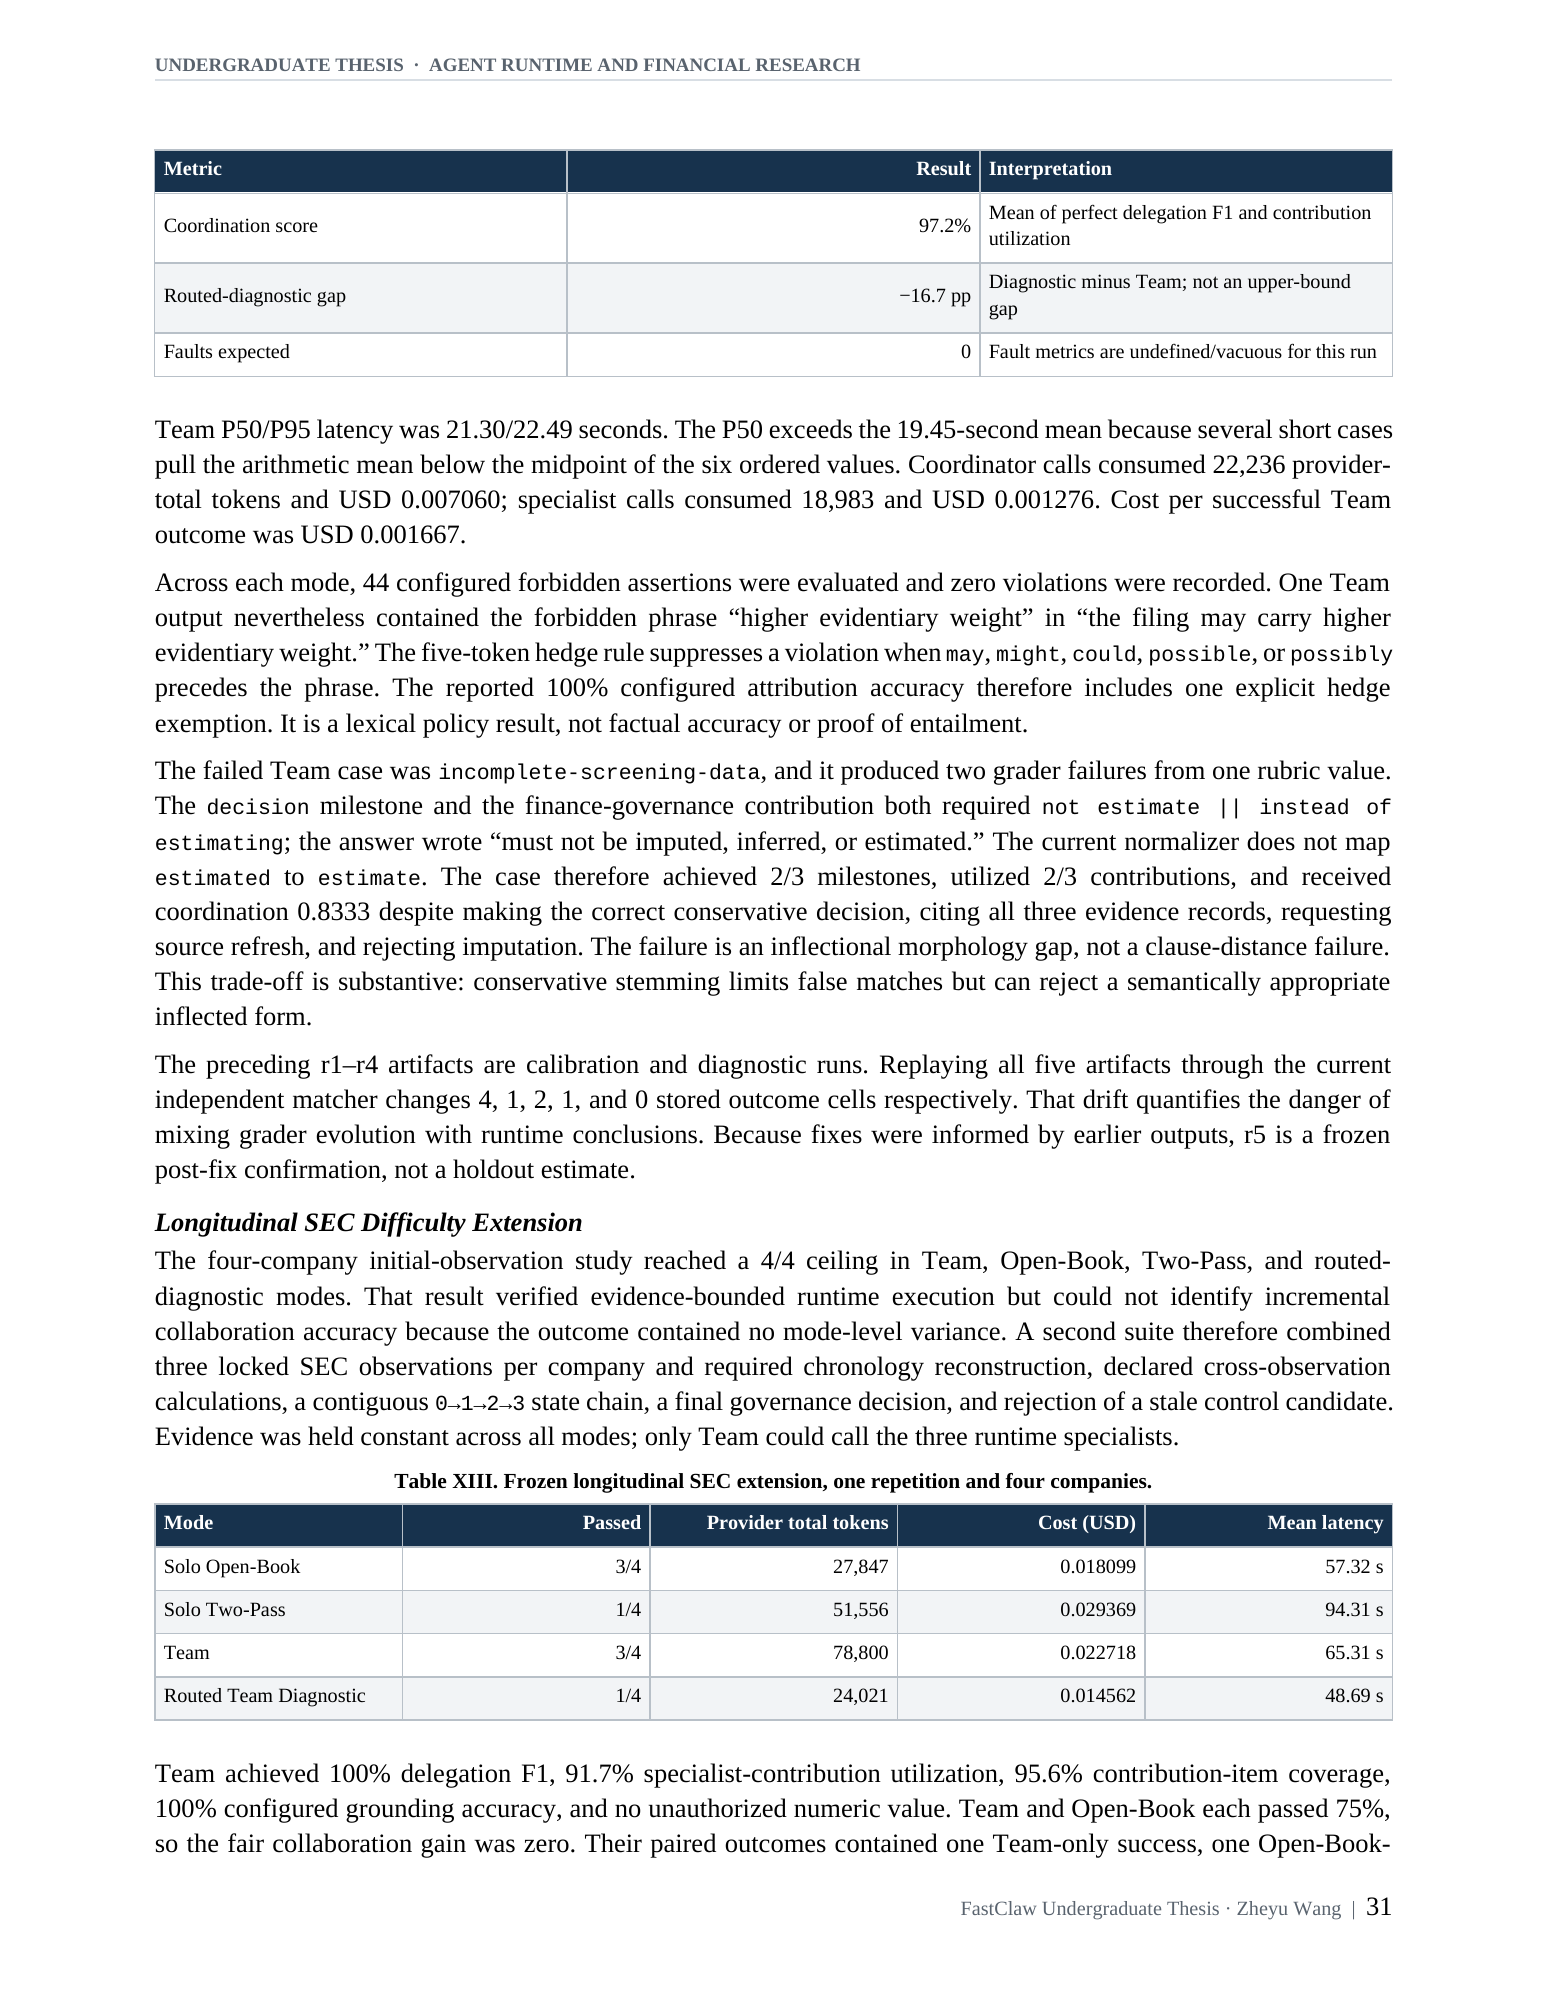 UNDERGRADUATE THESIS · AGENT RUNTIME AND FINANCIAL RESEARCH
Metric Result Interpretation
Coordination score 97.2% Mean of perfect delegation F1 and contribution
utilization
Routed-diagnostic gap −16.7 pp Diagnostic minus Team; not an upper-bound
gap
Faults expected 0 Fault metrics are undefined/vacuous for this run
Team P50/P95 latency was 21.30/22.49 seconds. The P50 exceeds the 19.45-second mean because several short cases
pull the arithmetic mean below the midpoint of the six ordered values. Coordinator calls consumed 22,236 provider-
total tokens and USD 0.007060; specialist calls consumed 18,983 and USD 0.001276. Cost per successful Team
outcome was USD 0.001667.
Across each mode, 44 configured forbidden assertions were evaluated and zero violations were recorded. One Team
output nevertheless contained the forbidden phrase “higher evidentiary weight” in “the filing may carry higher
evidentiary weight.” The five-token hedge rule suppresses a violation when may, might, could, possible, or possibly
precedes the phrase. The reported 100% configured attribution accuracy therefore includes one explicit hedge
exemption. It is a lexical policy result, not factual accuracy or proof of entailment.
The failed Team case was incomplete-screening-data, and it produced two grader failures from one rubric value.
The decision milestone and the finance-governance contribution both required not estimate || instead of
estimating; the answer wrote “must not be imputed, inferred, or estimated.” The current normalizer does not map
estimated to estimate. The case therefore achieved 2/3 milestones, utilized 2/3 contributions, and received
coordination 0.8333 despite making the correct conservative decision, citing all three evidence records, requesting
source refresh, and rejecting imputation. The failure is an inflectional morphology gap, not a clause-distance failure.
This trade-off is substantive: conservative stemming limits false matches but can reject a semantically appropriate
inflected form.
The preceding r1–r4 artifacts are calibration and diagnostic runs. Replaying all five artifacts through the current
independent matcher changes 4, 1, 2, 1, and 0 stored outcome cells respectively. That drift quantifies the danger of
mixing grader evolution with runtime conclusions. Because fixes were informed by earlier outputs, r5 is a frozen
post-fix confirmation, not a holdout estimate.
Longitudinal SEC Difficulty Extension
The four-company initial-observation study reached a 4/4 ceiling in Team, Open-Book, Two-Pass, and routed-
diagnostic modes. That result verified evidence-bounded runtime execution but could not identify incremental
collaboration accuracy because the outcome contained no mode-level variance. A second suite therefore combined
three locked SEC observations per company and required chronology reconstruction, declared cross-observation
calculations, a contiguous 0→1→2→3 state chain, a final governance decision, and rejection of a stale control candidate.
Evidence was held constant across all modes; only Team could call the three runtime specialists.
Table XIII. Frozen longitudinal SEC extension, one repetition and four companies.
Mode Passed Provider total tokens Cost (USD) Mean latency
Solo Open-Book 3/4 27,847 0.018099 57.32 s
Solo Two-Pass 1/4 51,556 0.029369 94.31 s
Team 3/4 78,800 0.022718 65.31 s
Routed Team Diagnostic 1/4 24,021 0.014562 48.69 s
Team achieved 100% delegation F1, 91.7% specialist-contribution utilization, 95.6% contribution-item coverage,
100% configured grounding accuracy, and no unauthorized numeric value. Team and Open-Book each passed 75%,
so the fair collaboration gain was zero. Their paired outcomes contained one Team-only success, one Open-Book-
FastClaw Undergraduate Thesis · Zheyu Wang | 31